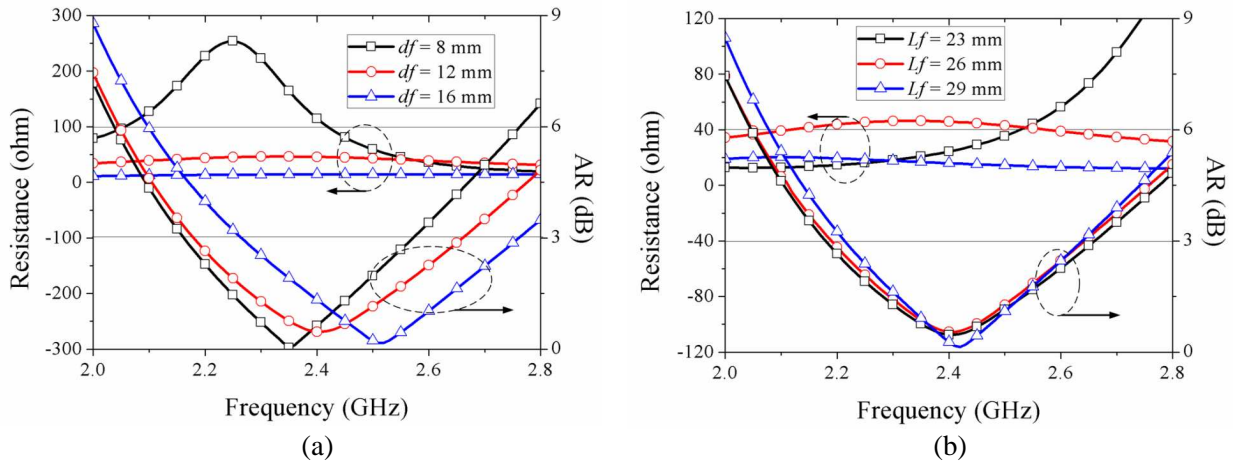 300
200
100
0
-100
-200
-300
Resistance (ohm)
df = 8 mm
df = 12 mm
df = 16 mm
9
6
3
0
AR (dB)
2.0 2.2 2.4 2.6 2.8
Frequency (GHz)
(a)
120
80
40
0
-40
-80
-120
Resistance (ohm)
Lf = 23 mm
Lf = 26 mm
Lf = 29 mm
9
6
3
0
AR (dB)
2.0 2.2 2.4 2.6 2.8
Frequency (GHz)
(b)